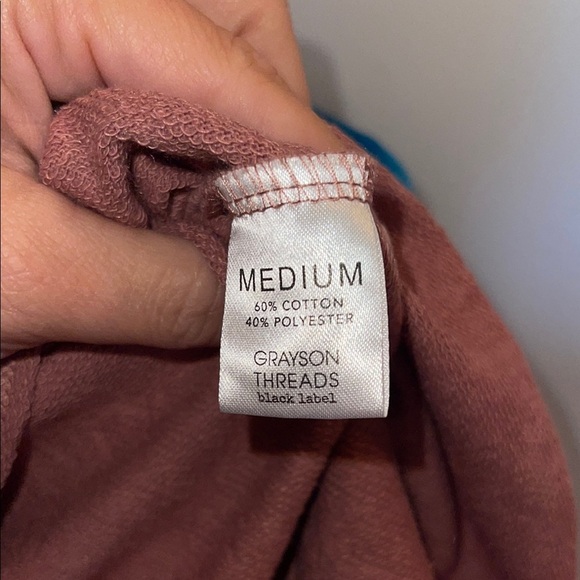 MEDIUM
60% COTTON
40% POLYESTER
GRAYSON
THREADS
black label